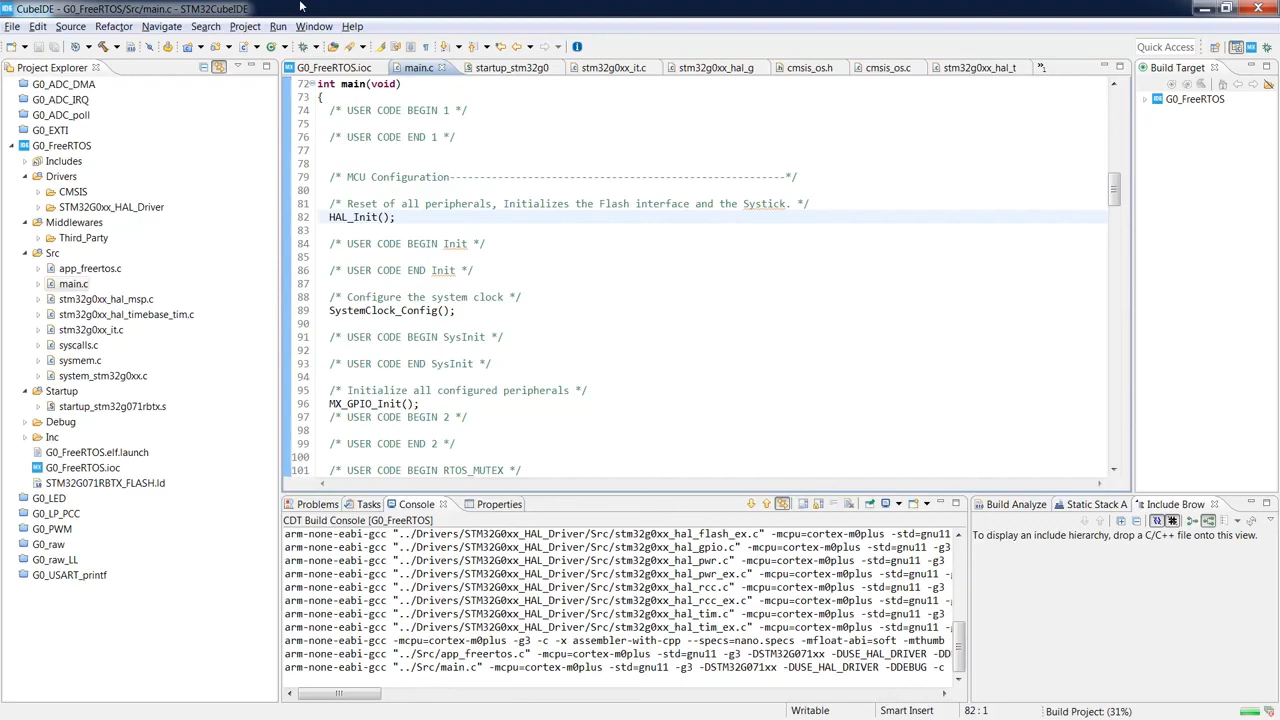 CubeIDE - G0_FreeRTOS/Src/main.c - STM32CubeIDE
File Edit Source Refactor Navigate Search Project Run Window Help
Quick Access
Project Explorer
G0_ADC_DMA
G0_ADC_IRQ
G0_ADC_poll
G0_EXTI
G0_FreeRTOS
Includes
Drivers
CMSIS
STM32G0xx_HAL_Driver
Middlewares
Third_Party
Src
app_freertos.c
main.c
stm32g0xx_hal_msp.c
stm32g0xx_hal_timebase_tim.c
stm32g0xx_it.c
syscalls.c
sysmem.c
system_stm32g0xx.c
Startup
startup_stm32g071rbtx.s
Debug
Inc
G0_FreeRTOS.elf.launch
G0_FreeRTOS.ioc
STM32G071RBTX_FLASH.ld
G0_LED
G0_LP_PCC
G0_PWM
G0_raw
G0_raw_LL
G0_USART_printf
G0_FreeRTOS.ioc main.c startup_stm32g0 stm32g0xx_it.c stm32g0xx_hal_g cmsis_os.h cmsis_os.c stm32g0xx_hal_t
72 int main(void)
73 {
74 /* USER CODE BEGIN 1 */
75
76 /* USER CODE END 1 */
77
78
79 /* MCU Configuration--------------------------------------------------------*/
80
81 /* Reset of all peripherals, Initializes the Flash interface and the Systick. */
82 HAL_Init();
83
84 /* USER CODE BEGIN Init */
85
86 /* USER CODE END Init */
87
88 /* Configure the system clock */
89 SystemClock_Config();
90
91 /* USER CODE BEGIN SysInit */
92
93 /* USER CODE END SysInit */
94
95 /* Initialize all configured peripherals */
96 MX_GPIO_Init();
97 /* USER CODE BEGIN 2 */
98
99 /* USER CODE END 2 */
100
101 /* USER CODE BEGIN RTOS_MUTEX */
Build Target
G0_FreeRTOS
Problems Tasks Console Properties
CDT Build Console [G0_FreeRTOS]
arm-none-eabi-gcc "../Drivers/STM32G0xx_HAL_Driver/Src/stm32g0xx_hal_flash_ex.c" -mcpu=cortex-m0plus -std=gnu11
arm-none-eabi-gcc "../Drivers/STM32G0xx_HAL_Driver/Src/stm32g0xx_hal_gpio.c" -mcpu=cortex-m0plus -std=gnu11 -g3
arm-none-eabi-gcc "../Drivers/STM32G0xx_HAL_Driver/Src/stm32g0xx_hal_pwr.c" -mcpu=cortex-m0plus -std=gnu11 -g3
arm-none-eabi-gcc "../Drivers/STM32G0xx_HAL_Driver/Src/stm32g0xx_hal_pwr_ex.c" -mcpu=cortex-m0plus -std=gnu11 -g
arm-none-eabi-gcc "../Drivers/STM32G0xx_HAL_Driver/Src/stm32g0xx_hal_rcc.c" -mcpu=cortex-m0plus -std=gnu11 -g3
arm-none-eabi-gcc "../Drivers/STM32G0xx_HAL_Driver/Src/stm32g0xx_hal_rcc_ex.c" -mcpu=cortex-m0plus -std=gnu11 -g
arm-none-eabi-gcc "../Drivers/STM32G0xx_HAL_Driver/Src/stm32g0xx_hal_tim.c" -mcpu=cortex-m0plus -std=gnu11 -g3
arm-none-eabi-gcc "../Drivers/STM32G0xx_HAL_Driver/Src/stm32g0xx_hal_tim_ex.c" -mcpu=cortex-m0plus -std=gnu11 -g
arm-none-eabi-gcc -mcpu=cortex-m0plus -g3 -c -x assembler-with-cpp --specs=nano.specs -mfloat-abi=soft -mthumb
arm-none-eabi-gcc "../Src/app_freertos.c" -mcpu=cortex-m0plus -std=gnu11 -g3 -DSTM32G071xx -DUSE_HAL_DRIVER -DD
arm-none-eabi-gcc "../Src/main.c" -mcpu=cortex-m0plus -std=gnu11 -g3 -DSTM32G071xx -DUSE_HAL_DRIVER -DDEBUG -c
Build Analyze Static Stack A Include Brow
To display an include hierarchy, drop a C/C++ file onto this view.
Writable Smart Insert 82 : 1 Build Project: (31%)